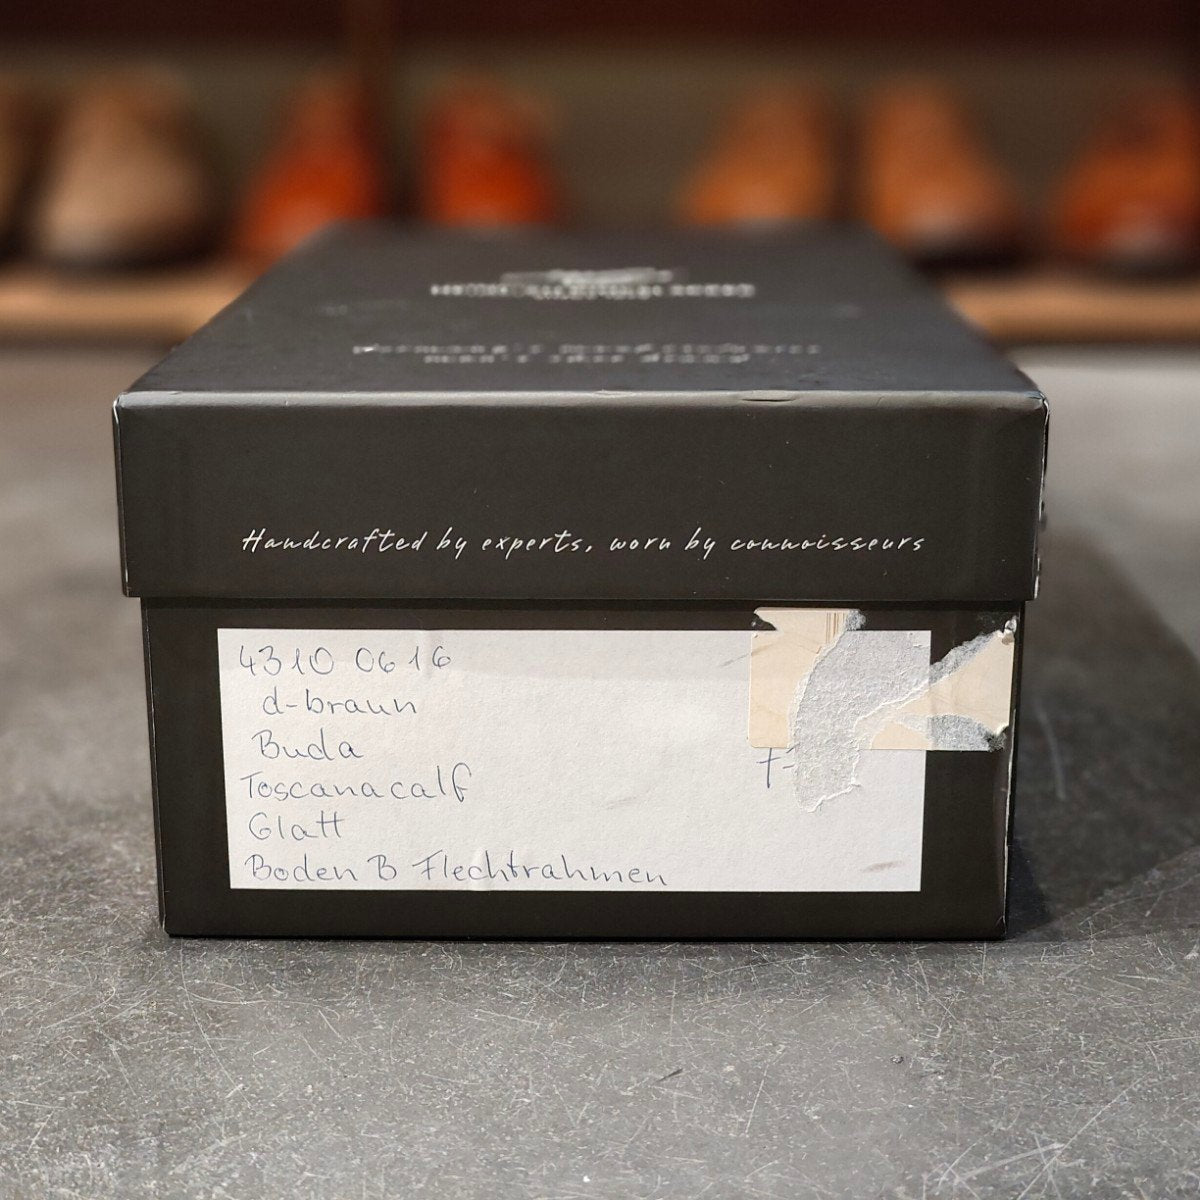 Handcrafted by experts, worn by connoisseurs
4310 0616
d-braun
Buda
Toscanacalf
Glatt
Boden B Flechtrahmen